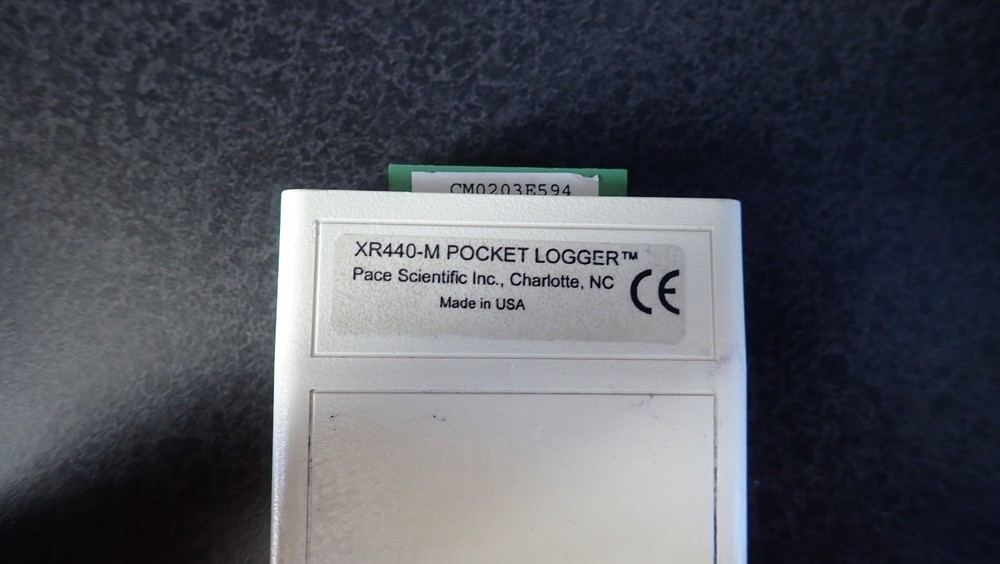 CM0203E594
XR440-M POCKET LOGGER™
Pace Scientific Inc., Charlotte, NC
CE
Made in USA